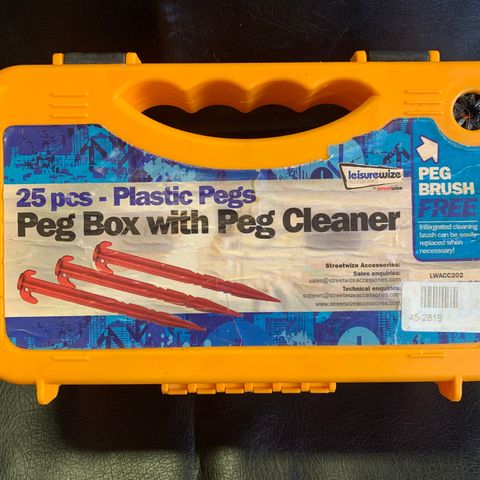 leisurewize
by streetwize
25 pcs - Plastic Pegs
Peg Box with Peg Cleaner
PEG
BRUSH
FREE
Intergrated cleaning
brush can be easily
replaced when
necesssary!
Streetwize Accessories:
Sales enquiries:
sales@streetwizeaccessories.com
Technical enquiries:
support@streetwizeaccessories.com
www.streetwizeaccessories.com
LWACC202
45-2819